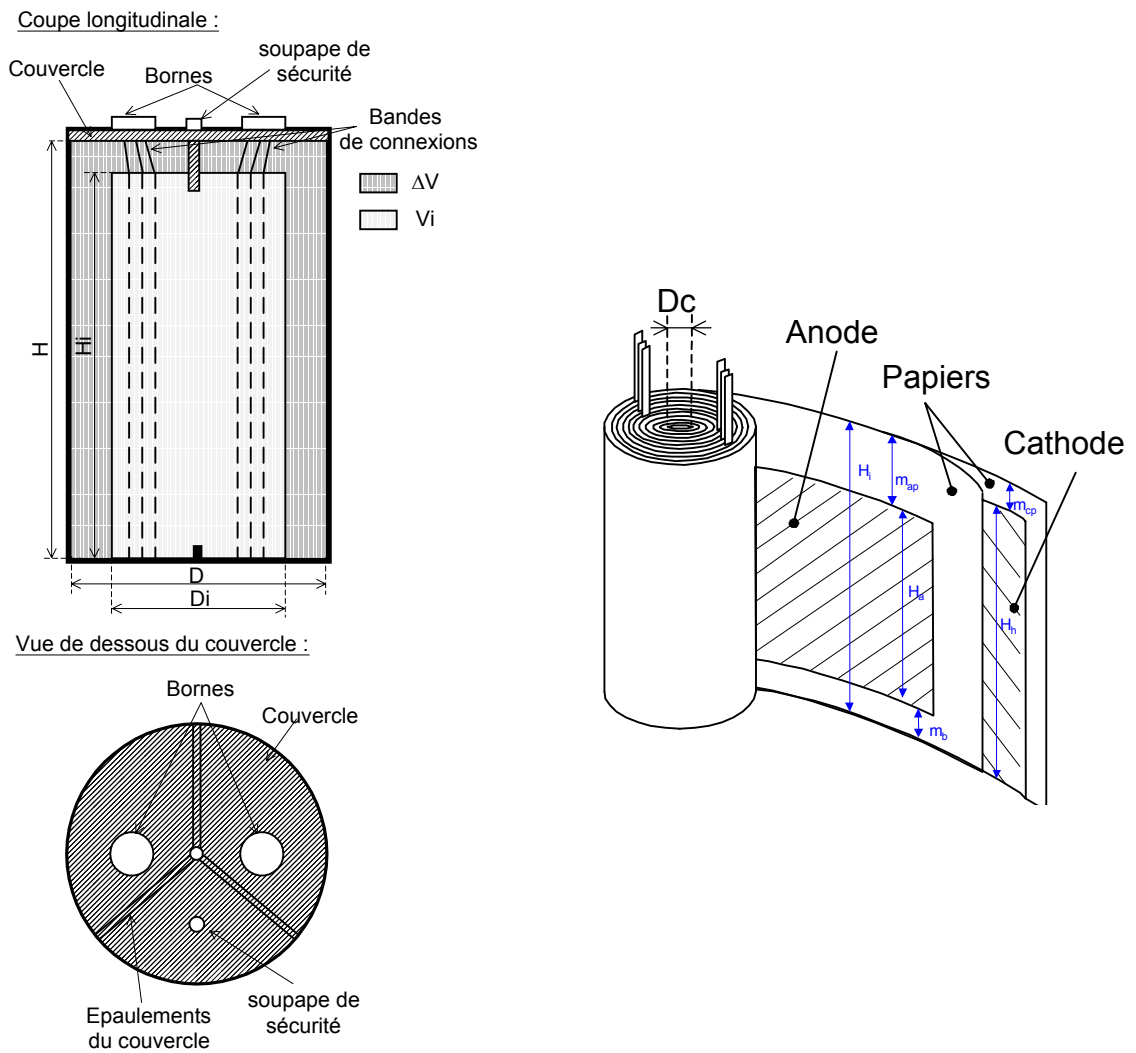 Coupe longitudinale :
soupape de
sécurité
Couvercle
Bornes
Bandes
de connexions
ΔV
Vi
H
Hi
D
Di
Vue de dessous du couvercle :
Bornes
Couvercle
Epaulements
du couvercle
soupape de
sécurité
Dc
Anode
Papiers
Cathode
Hi
map
mcp
Ha
Hh
mb